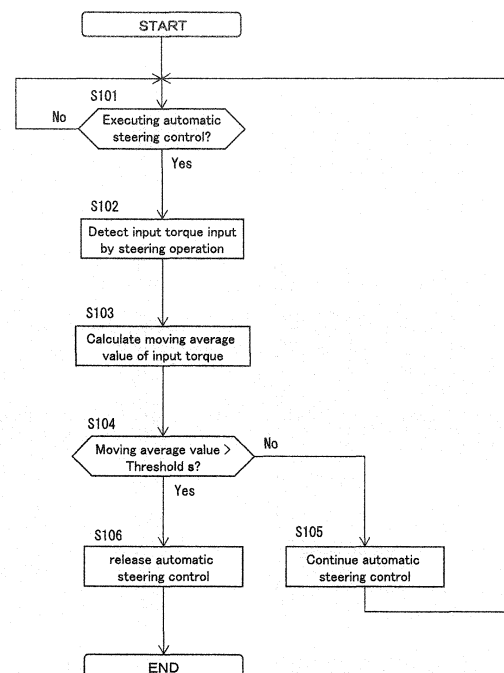 START
S101
No
Executing automatic
steering control?
Yes
S102
Detect input torque input
by steering operation
S103
Calculate moving average
value of input torque
S104
Moving average value >
Threshold s?
No
Yes
S106
release automatic
steering control
S105
Continue automatic
steering control
END